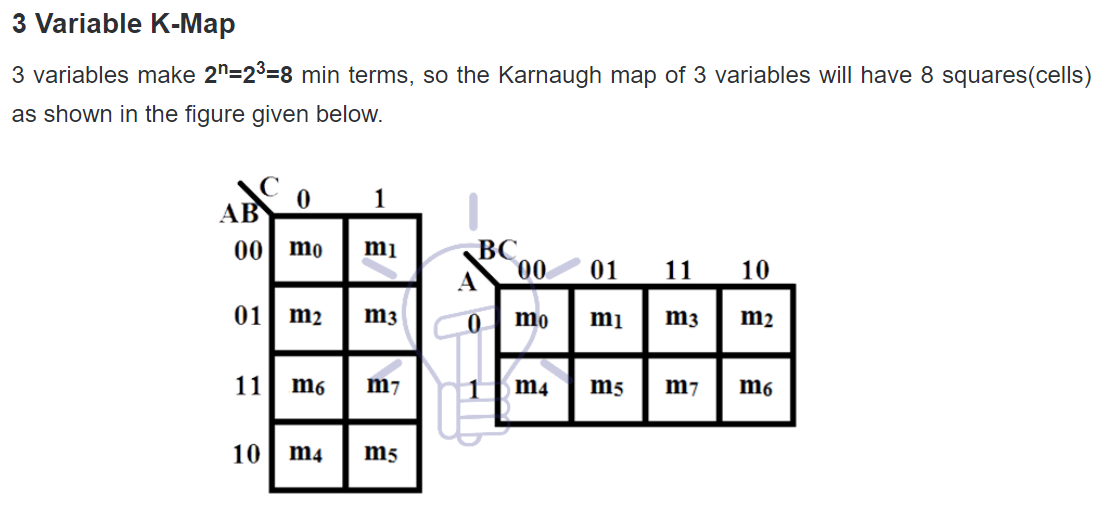 3 Variable K-Map
3 variables make 2ⁿ=2³=8 min terms, so the Karnaugh map of 3 variables will have 8 squares(cells)
as shown in the figure given below.
C
AB
0 1
00 m0 m1
01 m2 m3
11 m6 m7
10 m4 m5
BC
A
00 01 11 10
0 m0 m1 m3 m2
1 m4 m5 m7 m6